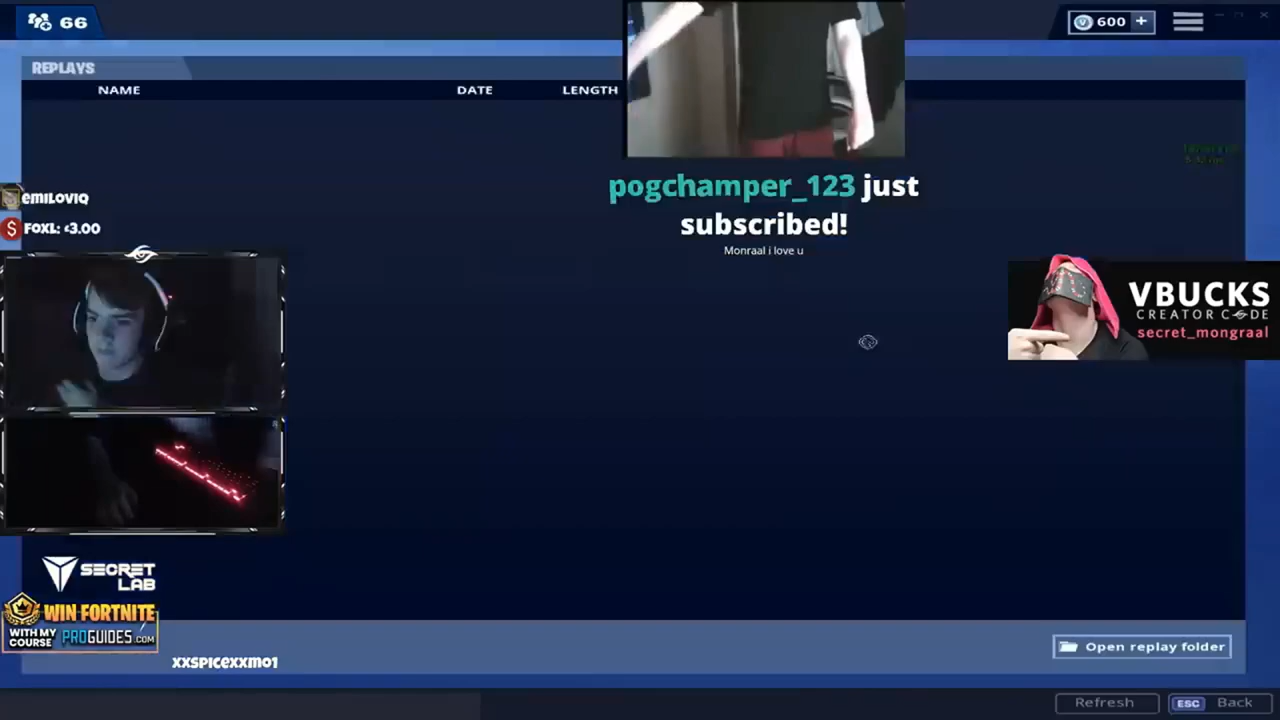 66
600 +
REPLAYS
NAME DATE LENGTH
pogchamper_123 just
subscribed!
Monraal i love u
EMILOVIQ
$ FOXL: €3.00
VBUCKS
CREATOR CODE
secret_mongraal
SECRET
LAB
WIN FORTNITE
WITH MY
COURSE
PROGUIDES.COM
XXSPICEXXM01
Open replay folder
Refresh
ESC Back